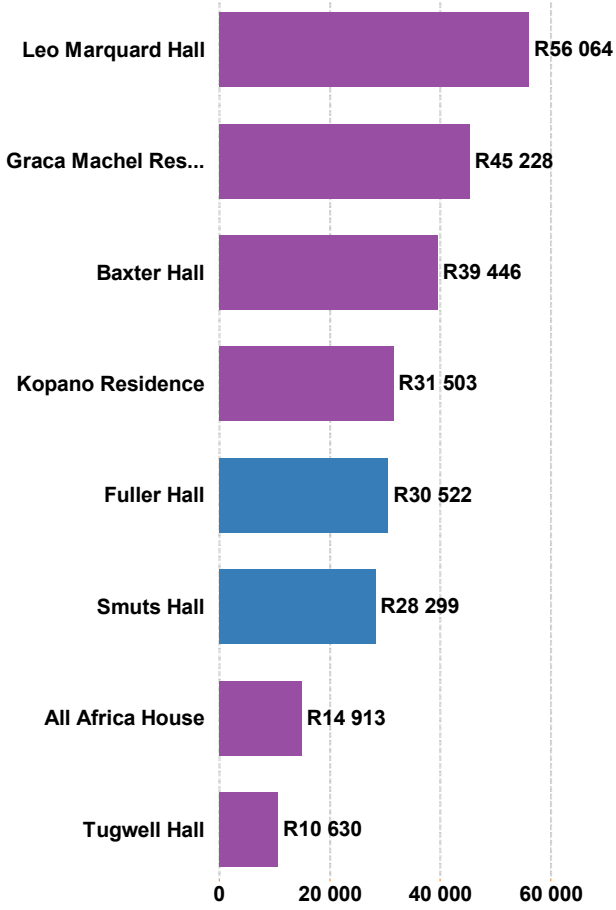 Leo Marquard Hall R56 064
Graca Machel Res... R45 228
Baxter Hall R39 446
Kopano Residence R31 503
Fuller Hall R30 522
Smuts Hall R28 299
All Africa House R14 913
Tugwell Hall R10 630
0 20 000 40 000 60 000